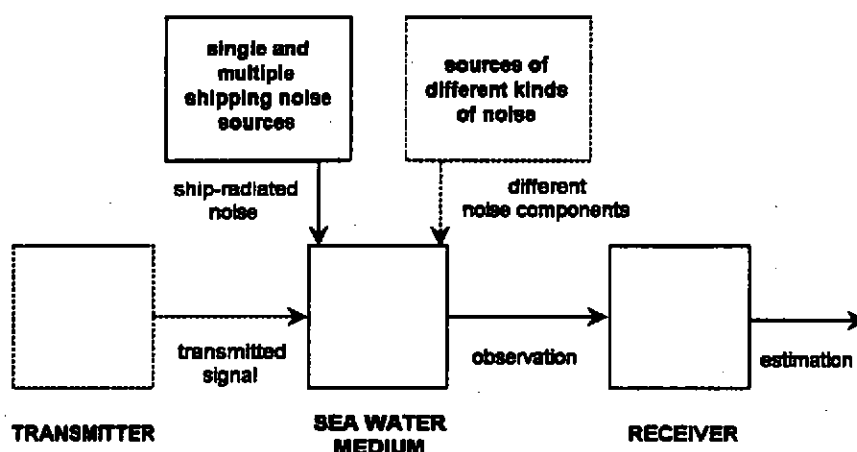 single and
multiple
shipping noise
sources
sources of
different kinds
of noise
ship-radiated
noise
different
noise components
transmitted
signal
observation
estimation
TRANSMITTER
SEA WATER
MEDIUM
RECEIVER